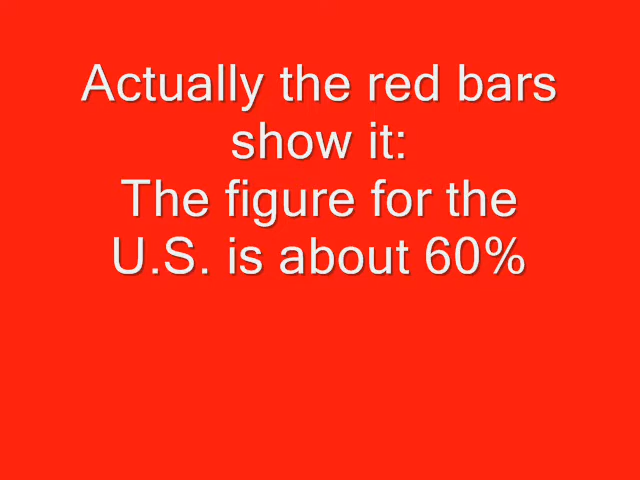 Actually the red bars
show it:
The figure for the
U.S. is about 60%